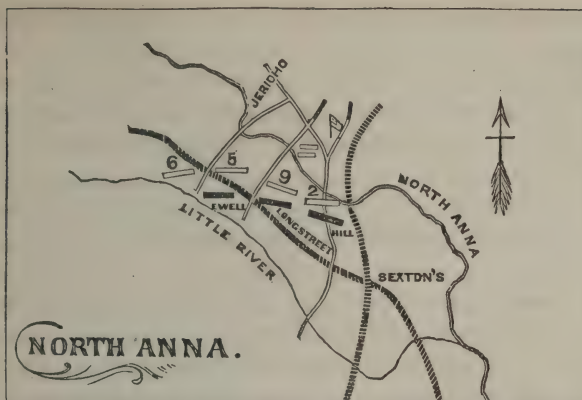 JERICHO
6
5
9
2
EWELL
LONGSTREET
HILL
NORTH ANNA
LITTLE RIVER
SEXTON'S
NORTH ANNA.